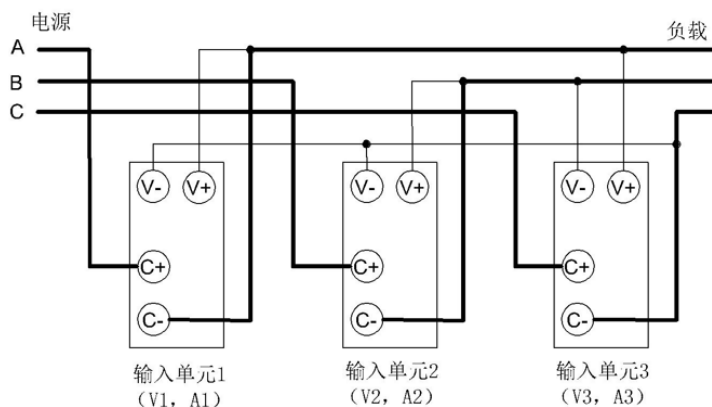 电源
负载
A
B
C
V- V+ V- V+ V- V+
C+ C+ C+
C- C- C-
输入单元1 输入单元2 输入单元3
(V1, A1) (V2, A2) (V3, A3)